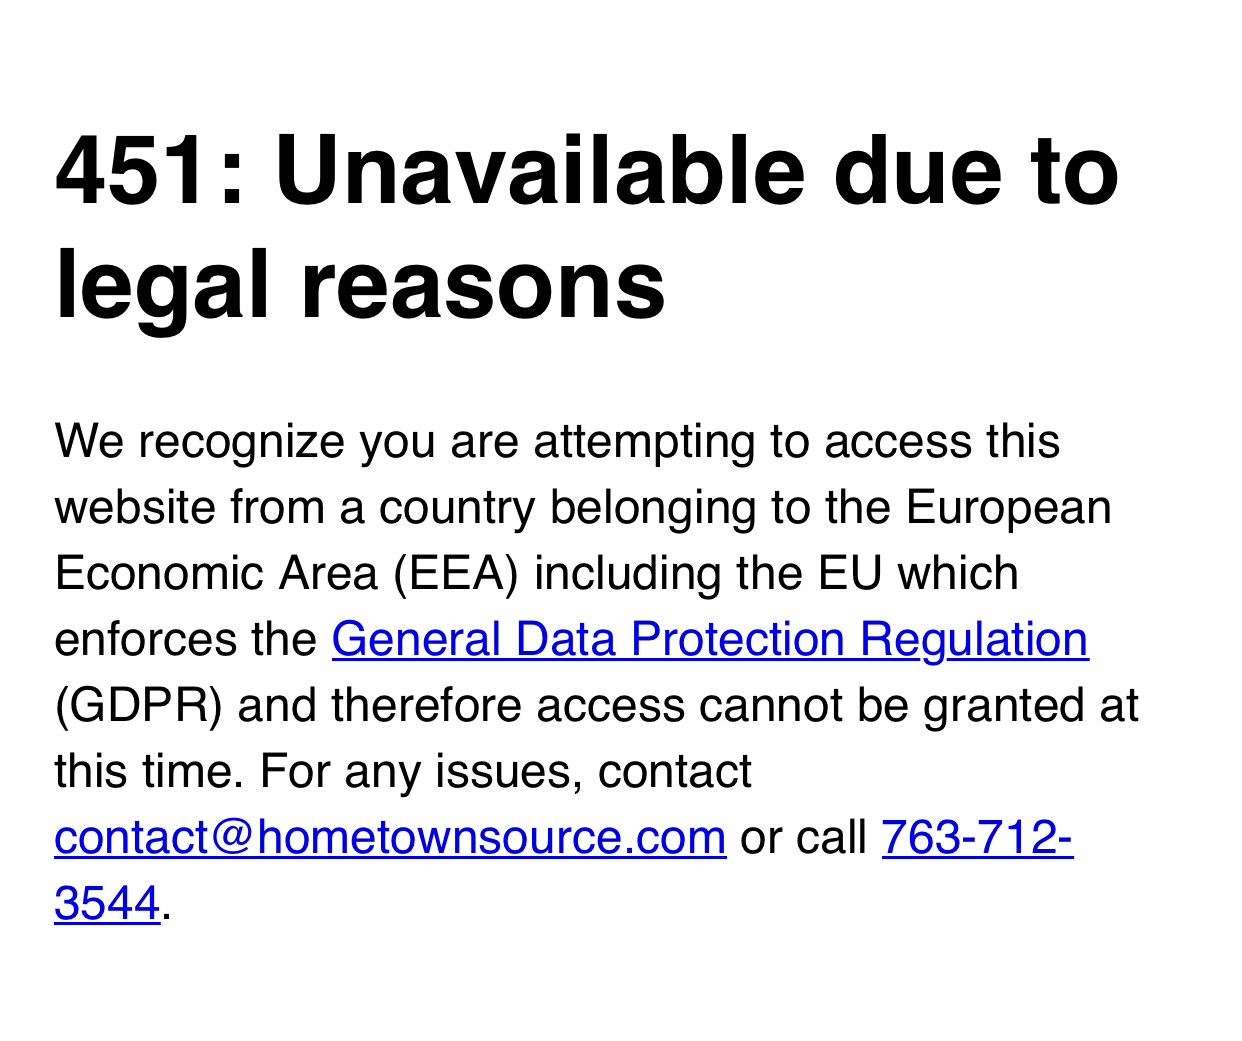 451: Unavailable due to
legal reasons
We recognize you are attempting to access this
website from a country belonging to the European
Economic Area (EEA) including the EU which
enforces the General Data Protection Regulation
(GDPR) and therefore access cannot be granted at
this time. For any issues, contact
contact@hometownsource.com or call 763-712-
3544.